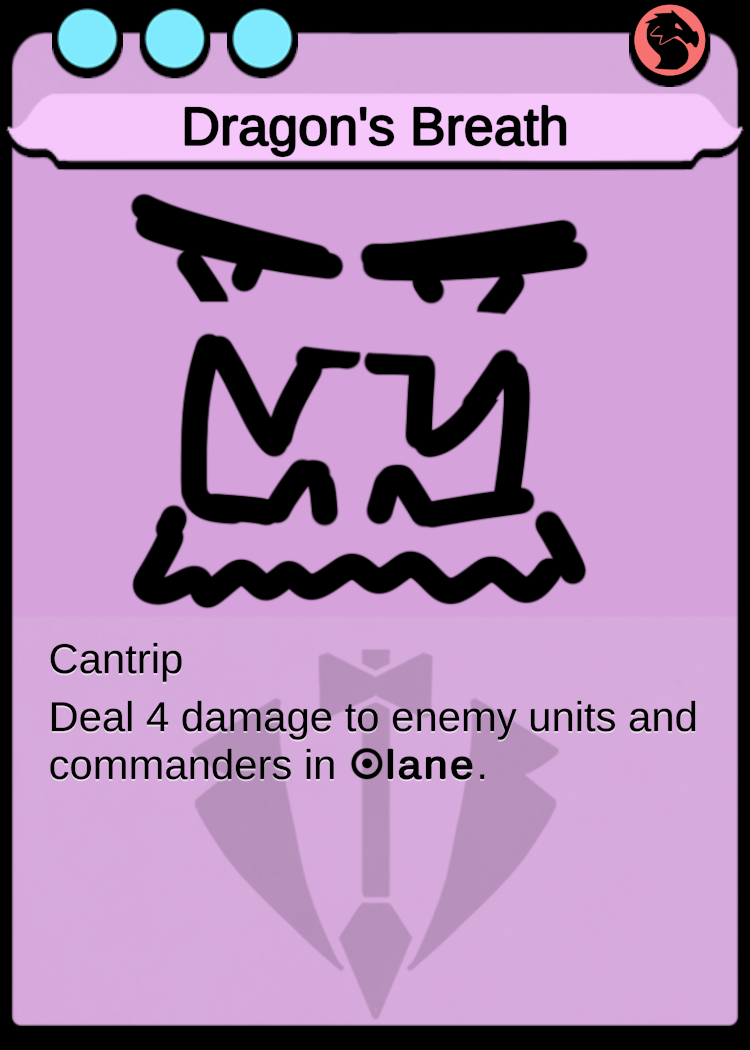 Dragon's Breath
Cantrip
Deal 4 damage to enemy units and
commanders in lane.